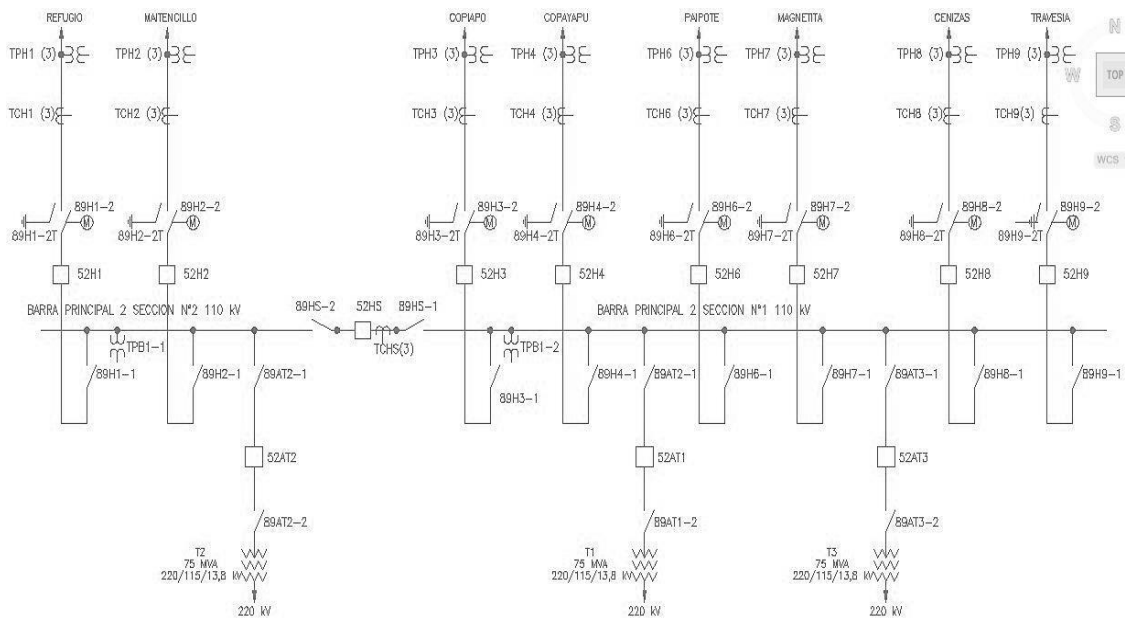 REFUGIO MAITENCILLO COPIAPO COPAYAPU PAIPOTE MAGNETITA CENIZAS TRAVESIA
N
TPH1 (3) TPH2 (3) TPH3 (3) TPH4 (3) TPH6 (3) TPH7 (3) TPH8 (3) TPH9 (3)
W TOP
TCH1 (3) TCH2 (3) TCH3 (3) TCH4 (3) TCH6 (3) TCH7 (3) TCH8 (3) TCH9(3)
S
WCS
89H1-2 89H2-2 89H3-2 89H4-2 89H6-2 89H7-2 89H8-2 89H9-2
M M M M M M M M
89H1-2T 89H2-2T 89H3-2T 89H4-2T 89H6-2T 89H7-2T 89H8-2T 89H9-2T
52H1 52H2 52H3 52H4 52H6 52H7 52H8 52H9
89HS-2 52HS 89HS-1
BARRA PRINCIPAL 2 SECCION N°2 110 kV BARRA PRINCIPAL 2 SECCION N°1 110 kV
TPB1-1 TCHS(3) TPB1-2
89H1-1 89H2-1 89AT2-1 89H4-1 89AT2-1 89H6-1 89H7-1 89AT3-1 89H8-1 89H9-1
89H3-1
52AT2 52AT1 52AT3
89AT2-2 89AT1-2 89AT3-2
T2 T1 T3
75 MVA 75 MVA 75 MVA
220/115/13,8 kV 220/115/13,8 kV 220/115/13,8 kV
220 kV 220 kV 220 kV